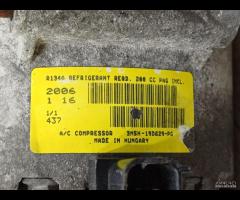 R134a REFRIGERANT REQD. 200 CC PAG INCL.
2006
1 16
1/1
437
A/C COMPRESSOR 3M5H-19D629-PG
MADE IN HUNGARY